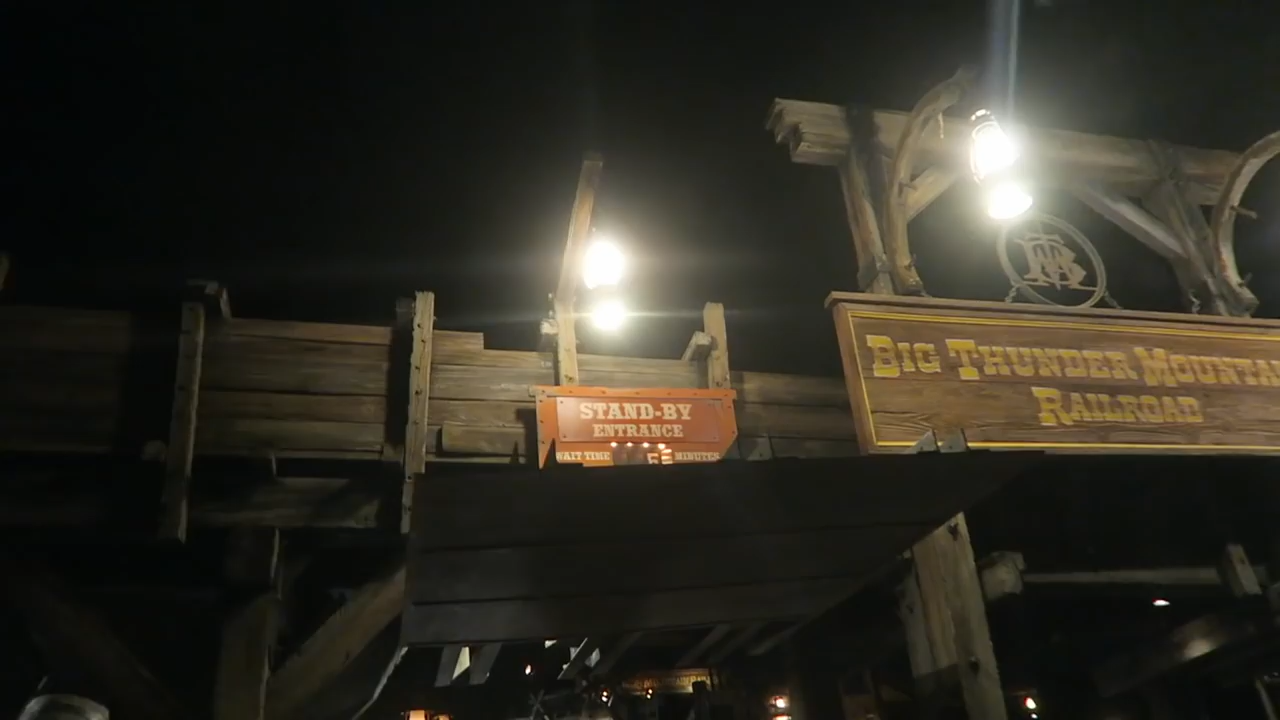 STAND-BY
ENTRANCE
WAIT TIME
MINUTES
BIG THUNDER MOUNTA
RAILROAD